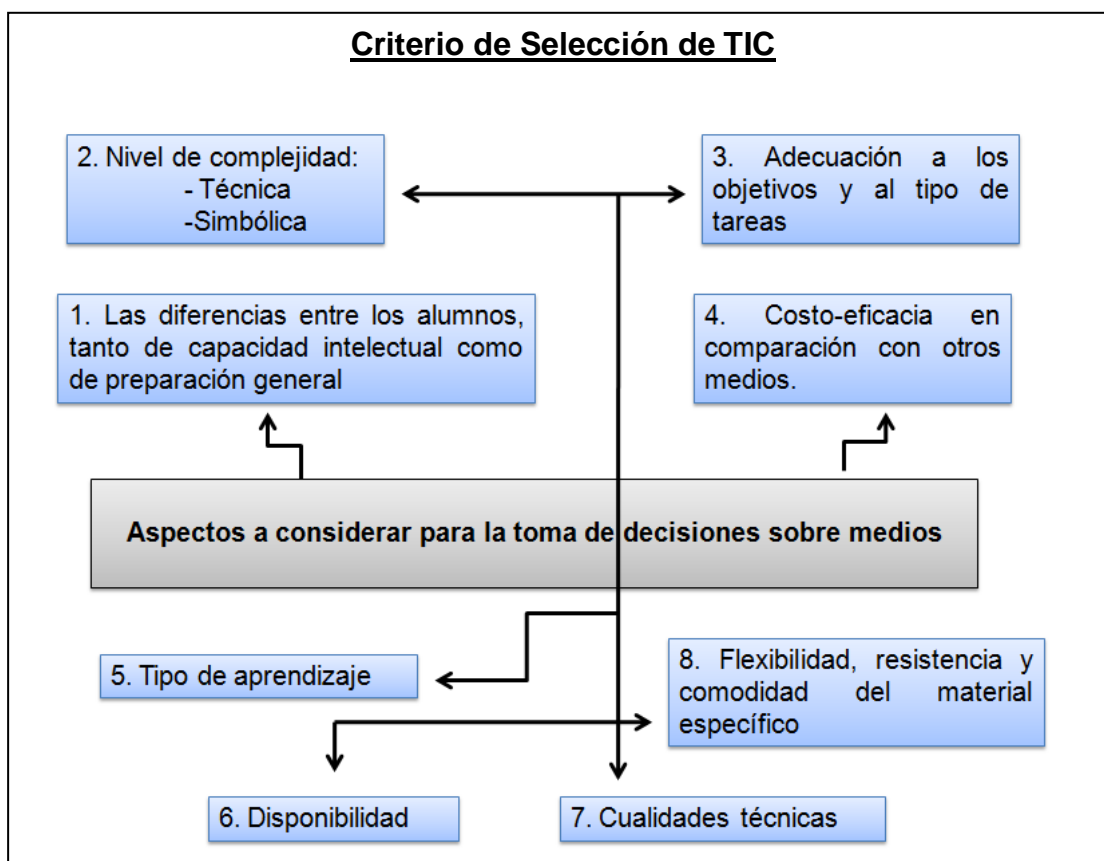 Criterio de Selección de TIC
2. Nivel de complejidad:
- Técnica
-Simbólica
3. Adecuación a los
objetivos y al tipo de
tareas
1. Las diferencias entre los alumnos,
tanto de capacidad intelectual como
de preparación general
4. Costo-eficacia en
comparación con otros
medios.
Aspectos a considerar para la toma de decisiones sobre medios
5. Tipo de aprendizaje
8. Flexibilidad, resistencia y
comodidad del material
específico
6. Disponibilidad
7. Cualidades técnicas